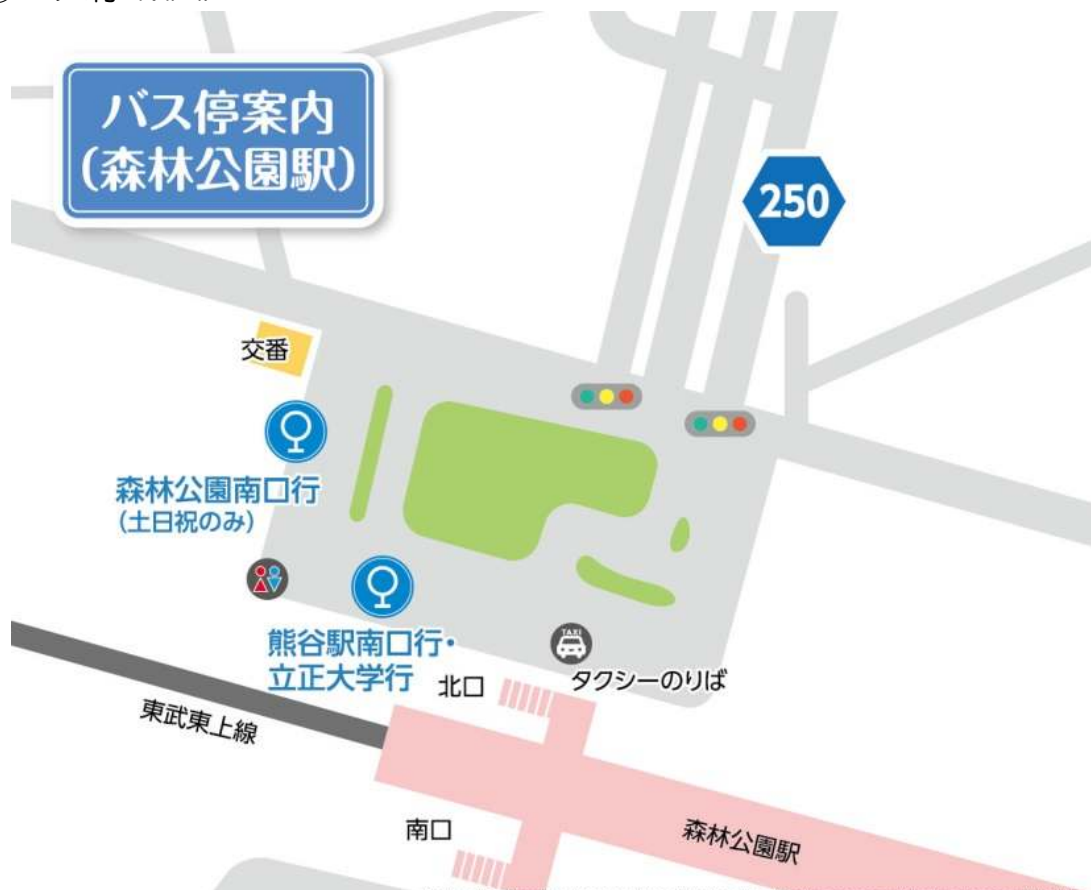 バス停案内
(森林公園駅)
250
交番
森林公園南口行
(土日祝のみ)
熊谷駅南口行・
立正大学行
北口
TAXI
タクシーのりば
東武東上線
南口
森林公園駅